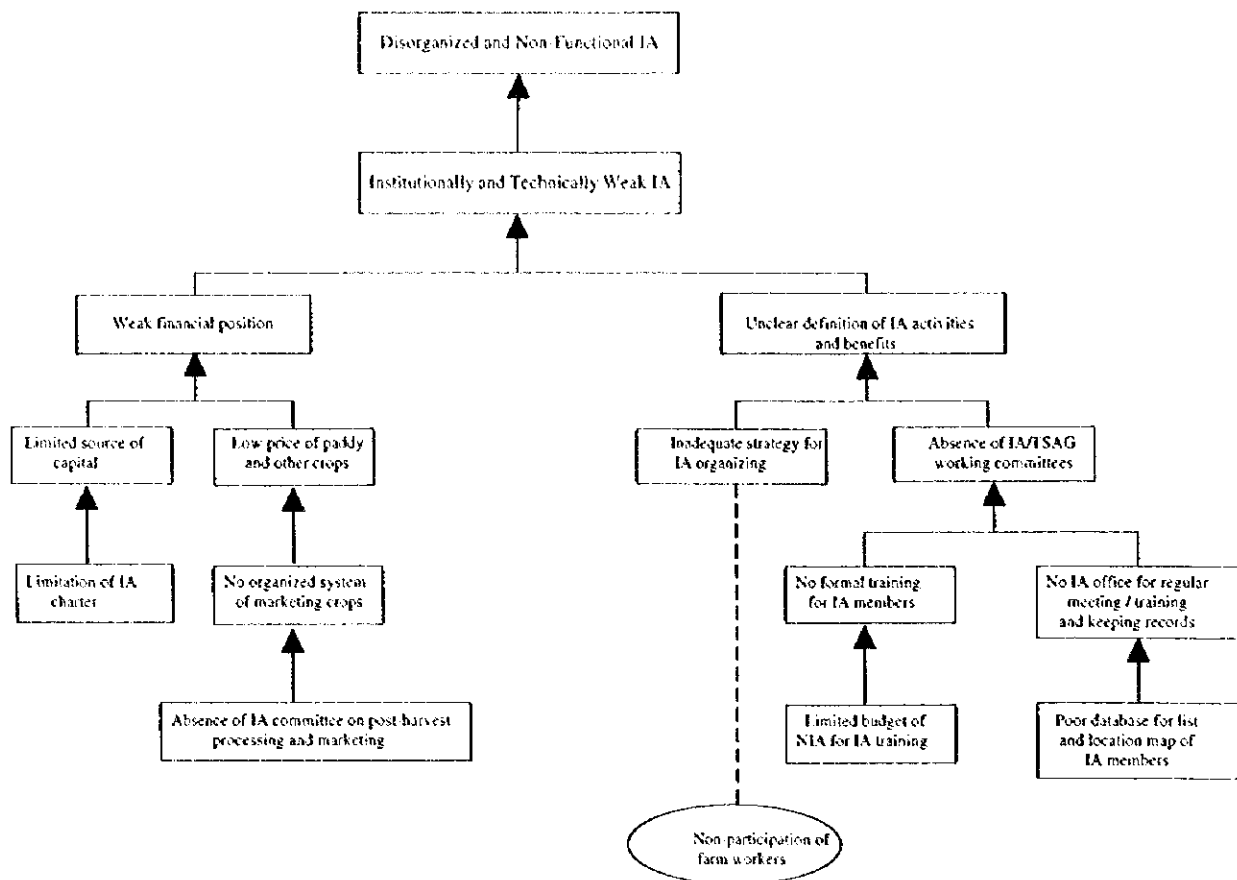 Disorganized and Non-Functional IA
Institutionally and Technically Weak IA
Weak financial position
Unclear definition of IA activities
and benefits
Limited source of
capital
Low price of paddy
and other crops
Inadequate strategy for
IA organizing
Absence of IA/TSAG
working committees
Limitation of IA
charter
No organized system
of marketing crops
No formal training
for IA members
No IA office for regular
meeting / training
and keeping records
Absence of IA committee on post-harvest
processing and marketing
Limited budget of
NIA for IA training
Poor database for list
and location map of
IA members
Non-participation of
farm workers